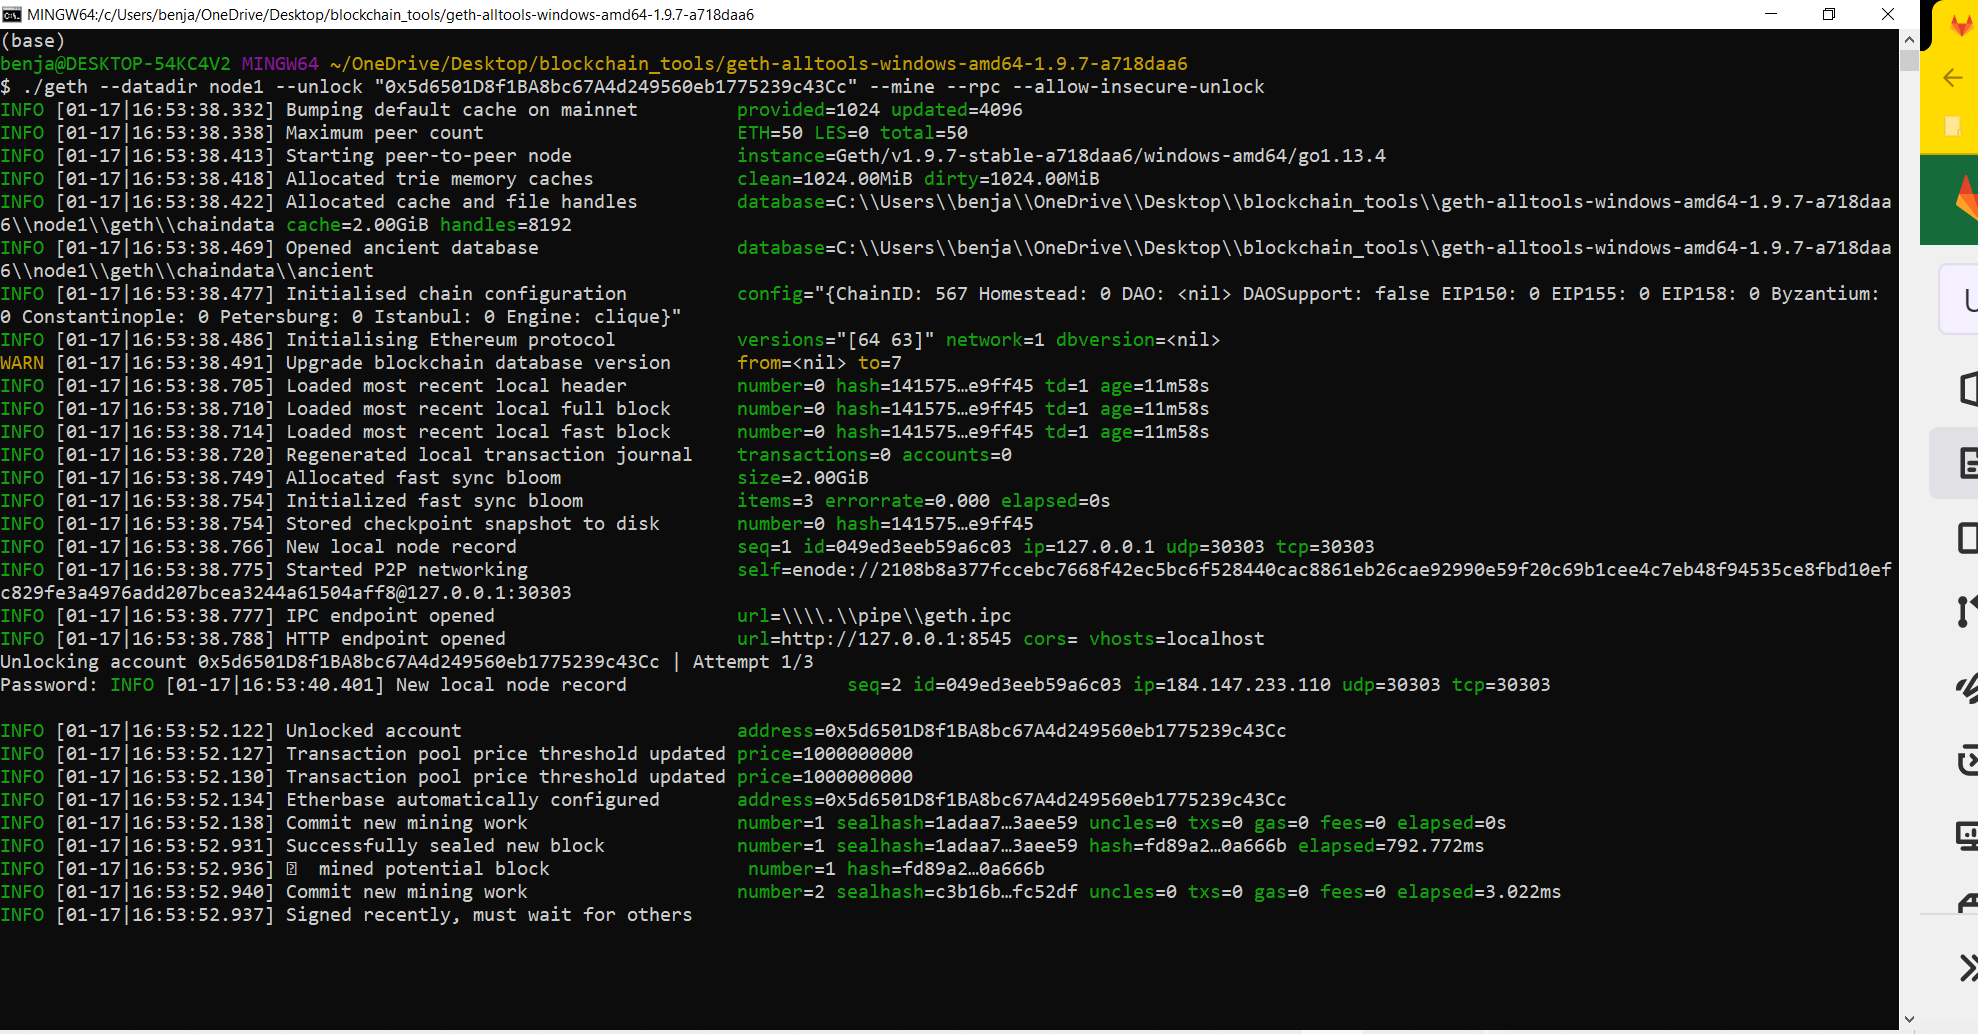 MINGW64:/c/Users/benja/OneDrive/Desktop/blockchain_tools/geth-alltools-windows-amd64-1.9.7-a718daa6
(base)
benja@DESKTOP-54KC4V2 MINGW64 ~/OneDrive/Desktop/blockchain_tools/geth-alltools-windows-amd64-1.9.7-a718daa6
$ ./geth --datadir node1 --unlock "0x5d6501D8f1BA8bc67A4d249560eb1775239c43Cc" --mine --rpc --allow-insecure-unlock
INFO [01-17|16:53:38.332] Bumping default cache on mainnet provided=1024 updated=4096
INFO [01-17|16:53:38.338] Maximum peer count ETH=50 LES=0 total=50
INFO [01-17|16:53:38.413] Starting peer-to-peer node instance=Geth/v1.9.7-stable-a718daa6/windows-amd64/go1.13.4
INFO [01-17|16:53:38.418] Allocated trie memory caches clean=1024.00MiB dirty=1024.00MiB
INFO [01-17|16:53:38.422] Allocated cache and file handles database=C:\\Users\\benja\\OneDrive\\Desktop\\blockchain_tools\\geth-alltools-windows-amd64-1.9.7-a718daa
6\\node1\\geth\\chaindata cache=2.00GiB handles=8192
INFO [01-17|16:53:38.469] Opened ancient database database=C:\\Users\\benja\\OneDrive\\Desktop\\blockchain_tools\\geth-alltools-windows-amd64-1.9.7-a718daa
6\\node1\\geth\\chaindata\\ancient
INFO [01-17|16:53:38.477] Initialised chain configuration config="{ChainID: 567 Homestead: 0 DAO: <nil> DAOSupport: false EIP150: 0 EIP155: 0 EIP158: 0 Byzantium:
0 Constantinople: 0 Petersburg: 0 Istanbul: 0 Engine: clique}"
INFO [01-17|16:53:38.486] Initialising Ethereum protocol versions="[64 63]" network=1 dbversion=<nil>
WARN [01-17|16:53:38.491] Upgrade blockchain database version from=<nil> to=7
INFO [01-17|16:53:38.705] Loaded most recent local header number=0 hash=141575…e9ff45 td=1 age=11m58s
INFO [01-17|16:53:38.710] Loaded most recent local full block number=0 hash=141575…e9ff45 td=1 age=11m58s
INFO [01-17|16:53:38.714] Loaded most recent local fast block number=0 hash=141575…e9ff45 td=1 age=11m58s
INFO [01-17|16:53:38.720] Regenerated local transaction journal transactions=0 accounts=0
INFO [01-17|16:53:38.749] Allocated fast sync bloom size=2.00GiB
INFO [01-17|16:53:38.754] Initialized fast sync bloom items=3 errorrate=0.000 elapsed=0s
INFO [01-17|16:53:38.754] Stored checkpoint snapshot to disk number=0 hash=141575…e9ff45
INFO [01-17|16:53:38.766] New local node record seq=1 id=049ed3eeb59a6c03 ip=127.0.0.1 udp=30303 tcp=30303
INFO [01-17|16:53:38.775] Started P2P networking self=enode://2108b8a377fccebc7668f42ec5bc6f528440cac8861eb26cae92990e59f20c69b1cee4c7eb48f94535ce8fbd10ef
c829fe3a4976add207bcea3244a61504aff8@127.0.0.1:30303
INFO [01-17|16:53:38.777] IPC endpoint opened url=\\\\.\\pipe\\geth.ipc
INFO [01-17|16:53:38.788] HTTP endpoint opened url=http://127.0.0.1:8545 cors= vhosts=localhost
Unlocking account 0x5d6501D8f1BA8bc67A4d249560eb1775239c43Cc | Attempt 1/3
Password: INFO [01-17|16:53:40.401] New local node record seq=2 id=049ed3eeb59a6c03 ip=184.147.233.110 udp=30303 tcp=30303
INFO [01-17|16:53:52.122] Unlocked account address=0x5d6501D8f1BA8bc67A4d249560eb1775239c43Cc
INFO [01-17|16:53:52.127] Transaction pool price threshold updated price=1000000000
INFO [01-17|16:53:52.130] Transaction pool price threshold updated price=1000000000
INFO [01-17|16:53:52.134] Etherbase automatically configured address=0x5d6501D8f1BA8bc67A4d249560eb1775239c43Cc
INFO [01-17|16:53:52.138] Commit new mining work number=1 sealhash=1adaa7…3aee59 uncles=0 txs=0 gas=0 fees=0 elapsed=0s
INFO [01-17|16:53:52.931] Successfully sealed new block number=1 sealhash=1adaa7…3aee59 hash=fd89a2…0a666b elapsed=792.772ms
INFO [01-17|16:53:52.936] mined potential block number=1 hash=fd89a2…0a666b
INFO [01-17|16:53:52.940] Commit new mining work number=2 sealhash=c3b16b…fc52df uncles=0 txs=0 gas=0 fees=0 elapsed=3.022ms
INFO [01-17|16:53:52.937] Signed recently, must wait for others